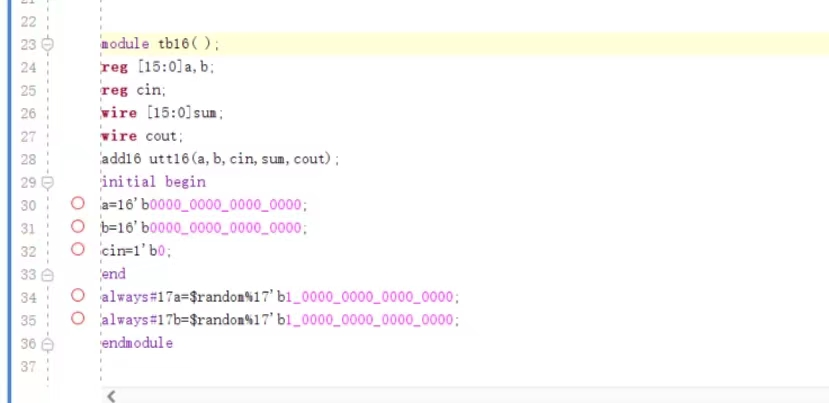 22
23 module tb16( );
24 reg [15:0]a,b;
25 reg cin;
26 wire [15:0]sum;
27 wire cout;
28 add16 utt16(a,b,cin,sum,cout);
29 initial begin
30 a=16'b0000_0000_0000_0000;
31 b=16'b0000_0000_0000_0000;
32 cin=1'b0;
33 end
34 always#17a=$random%17'b1_0000_0000_0000_0000;
35 always#17b=$random%17'b1_0000_0000_0000_0000;
36 endmodule
37